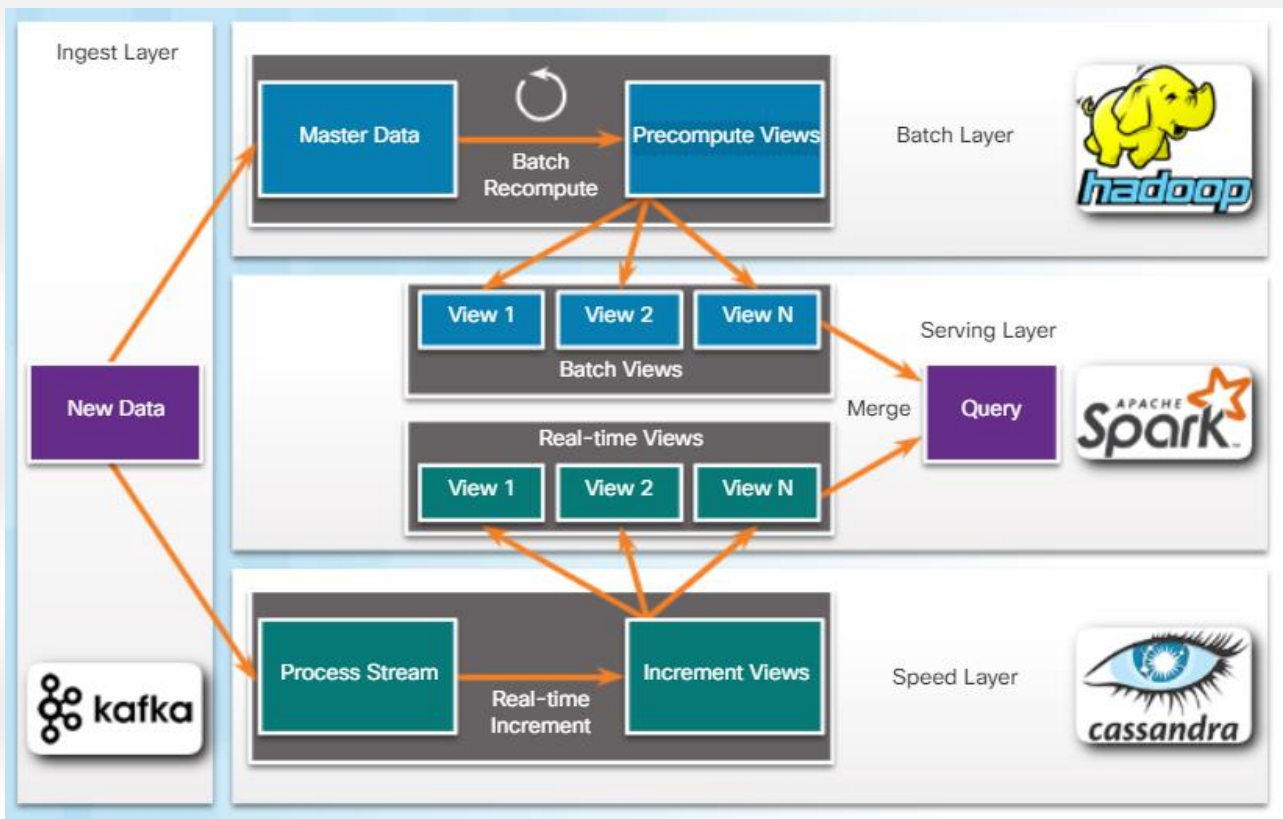 Ingest Layer
Master Data
Batch
Recompute
Precompute Views
Batch Layer
hadoop
New Data
View 1
View 2
View N
Batch Views
Serving Layer
Merge
Query
APACHE
Spark
Real-time Views
View 1
View 2
View N
Process Stream
Real-time
Increment
Increment Views
Speed Layer
kafka
cassandra